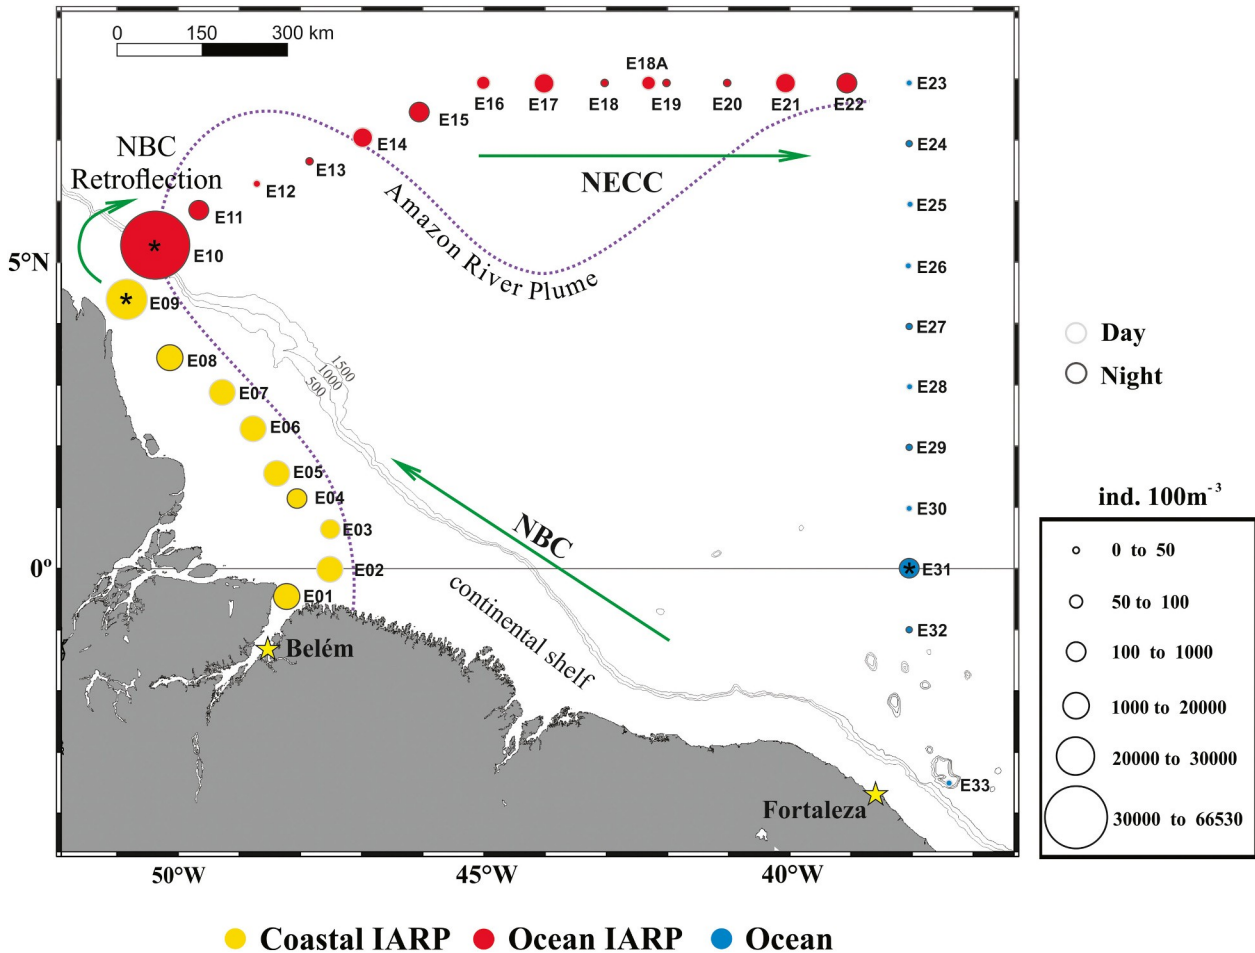 0 150 300 km
E18A
E16 E17 E18 E19 E20 E21 E22
E23
E15
E14
E24
NBC
Retroflection
E13
E12
NECC
Amazon River Plume
E11
E25
E10
5°N
E26
E09
E27
E08
1500
1000
500
E07
E28
E06
E29
E05
E04
E30
E03
NBC
0°
E02
E31
E01
continental shelf
E32
Belém
E33
Fortaleza
50°W 45°W 40°W
Day
Night
ind. 100m⁻³
0 to 50
50 to 100
100 to 1000
1000 to 20000
20000 to 30000
30000 to 66530
Coastal IARP Ocean IARP Ocean